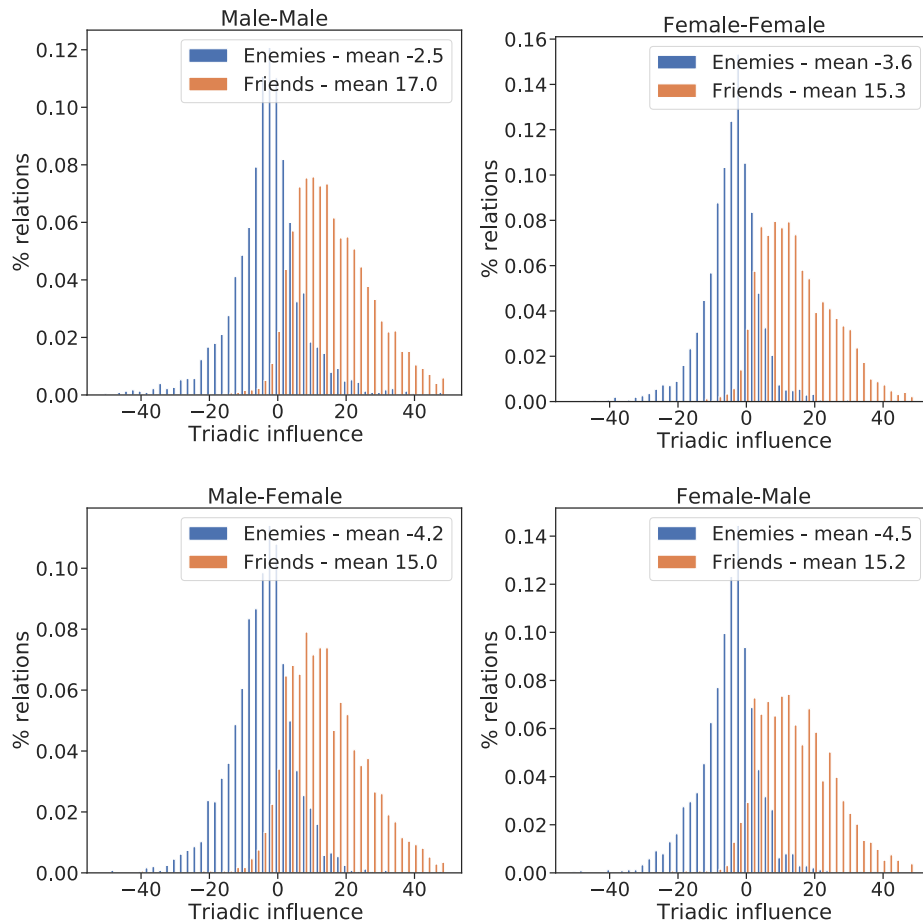 Male-Male
0.12
0.10
0.08
0.06
0.04
0.02
0.00
% relations
Enemies - mean -2.5
Friends - mean 17.0
−40 −20 0 20 40
Triadic influence
Female-Female
0.16
0.14
0.12
0.10
0.08
0.06
0.04
0.02
0.00
% relations
Enemies - mean -3.6
Friends - mean 15.3
−40 −20 0 20 40
Triadic influence
Male-Female
0.10
0.08
0.06
0.04
0.02
0.00
% relations
Enemies - mean -4.2
Friends - mean 15.0
−40 −20 0 20 40
Triadic influence
Female-Male
0.14
0.12
0.10
0.08
0.06
0.04
0.02
0.00
% relations
Enemies - mean -4.5
Friends - mean 15.2
−40 −20 0 20 40
Triadic influence